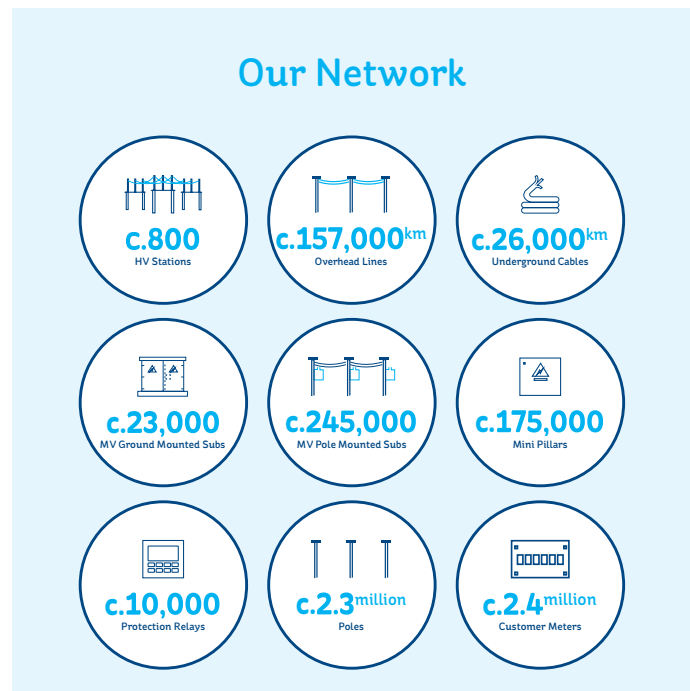 Our Network
c.800
HV Stations
c.157,000km
Overhead Lines
c.26,000km
Underground Cables
c.23,000
MV Ground Mounted Subs
c.245,000
MV Pole Mounted Subs
c.175,000
Mini Pillars
c.10,000
Protection Relays
c.2.3million
Poles
c.2.4million
Customer Meters